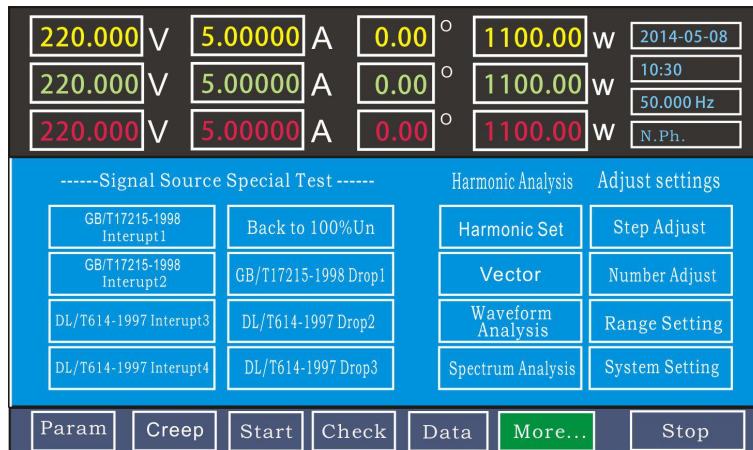 220.000 V 5.00000 A 0.00 ° 1100.00 W 2014-05-08
220.000 V 5.00000 A 0.00 ° 1100.00 W 10:30
50.000 Hz
220.000 V 5.00000 A 0.00 ° 1100.00 W N.Ph.
------Signal Source Special Test ------ Harmonic Analysis Adjust settings
GB/T17215-1998
Interupt1
Back to 100%Un
Harmonic Set
Step Adjust
GB/T17215-1998
Interupt2
GB/T17215-1998 Drop1
Vector
Number Adjust
DL/T614-1997 Interupt3
DL/T614-1997 Drop2
Waveform
Analysis
Range Setting
DL/T614-1997 Interupt4
DL/T614-1997 Drop3
Spectrum Analysis
System Setting
Param Creep Start Check Data More... Stop